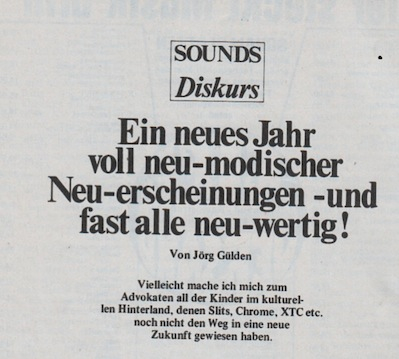 SOUNDS
Diskurs
Ein neues Jahr
voll neu-modischer
Neu-erscheinungen -und
fast alle neu-wertig!
Von Jörg Gülden
Vielleicht mache ich mich zum
Advokaten all der Kinder im kulturel-
len Hinterland, denen Slits, Chrome, XTC etc.
noch nicht den Weg in eine neue
Zukunft gewiesen haben.